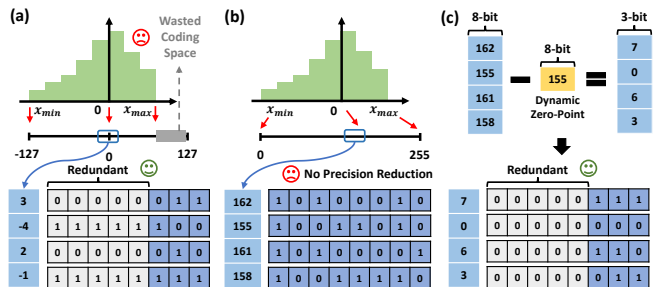 (a)
Wasted
Coding
Space
x_min 0 x_max
-127 0 127
Redundant
3 0 0 0 0 0 0 1 1
-4 1 1 1 1 1 1 0 0
2 0 0 0 0 0 0 1 0
-1 1 1 1 1 1 1 1 1
(b)
x_min 0 x_max
0 255
No Precision Reduction
162 1 0 1 0 0 0 1 0
155 1 0 0 1 1 0 1 1
161 1 0 1 0 0 0 0 1
158 1 0 0 1 1 1 1 0
(c)
8-bit 3-bit
162 7
155 0
161 6
158 3
8-bit
155
Dynamic
Zero-Point
Redundant
7 0 0 0 0 0 1 1 1
0 0 0 0 0 0 0 0 0
6 0 0 0 0 0 1 1 0
3 0 0 0 0 0 0 1 1